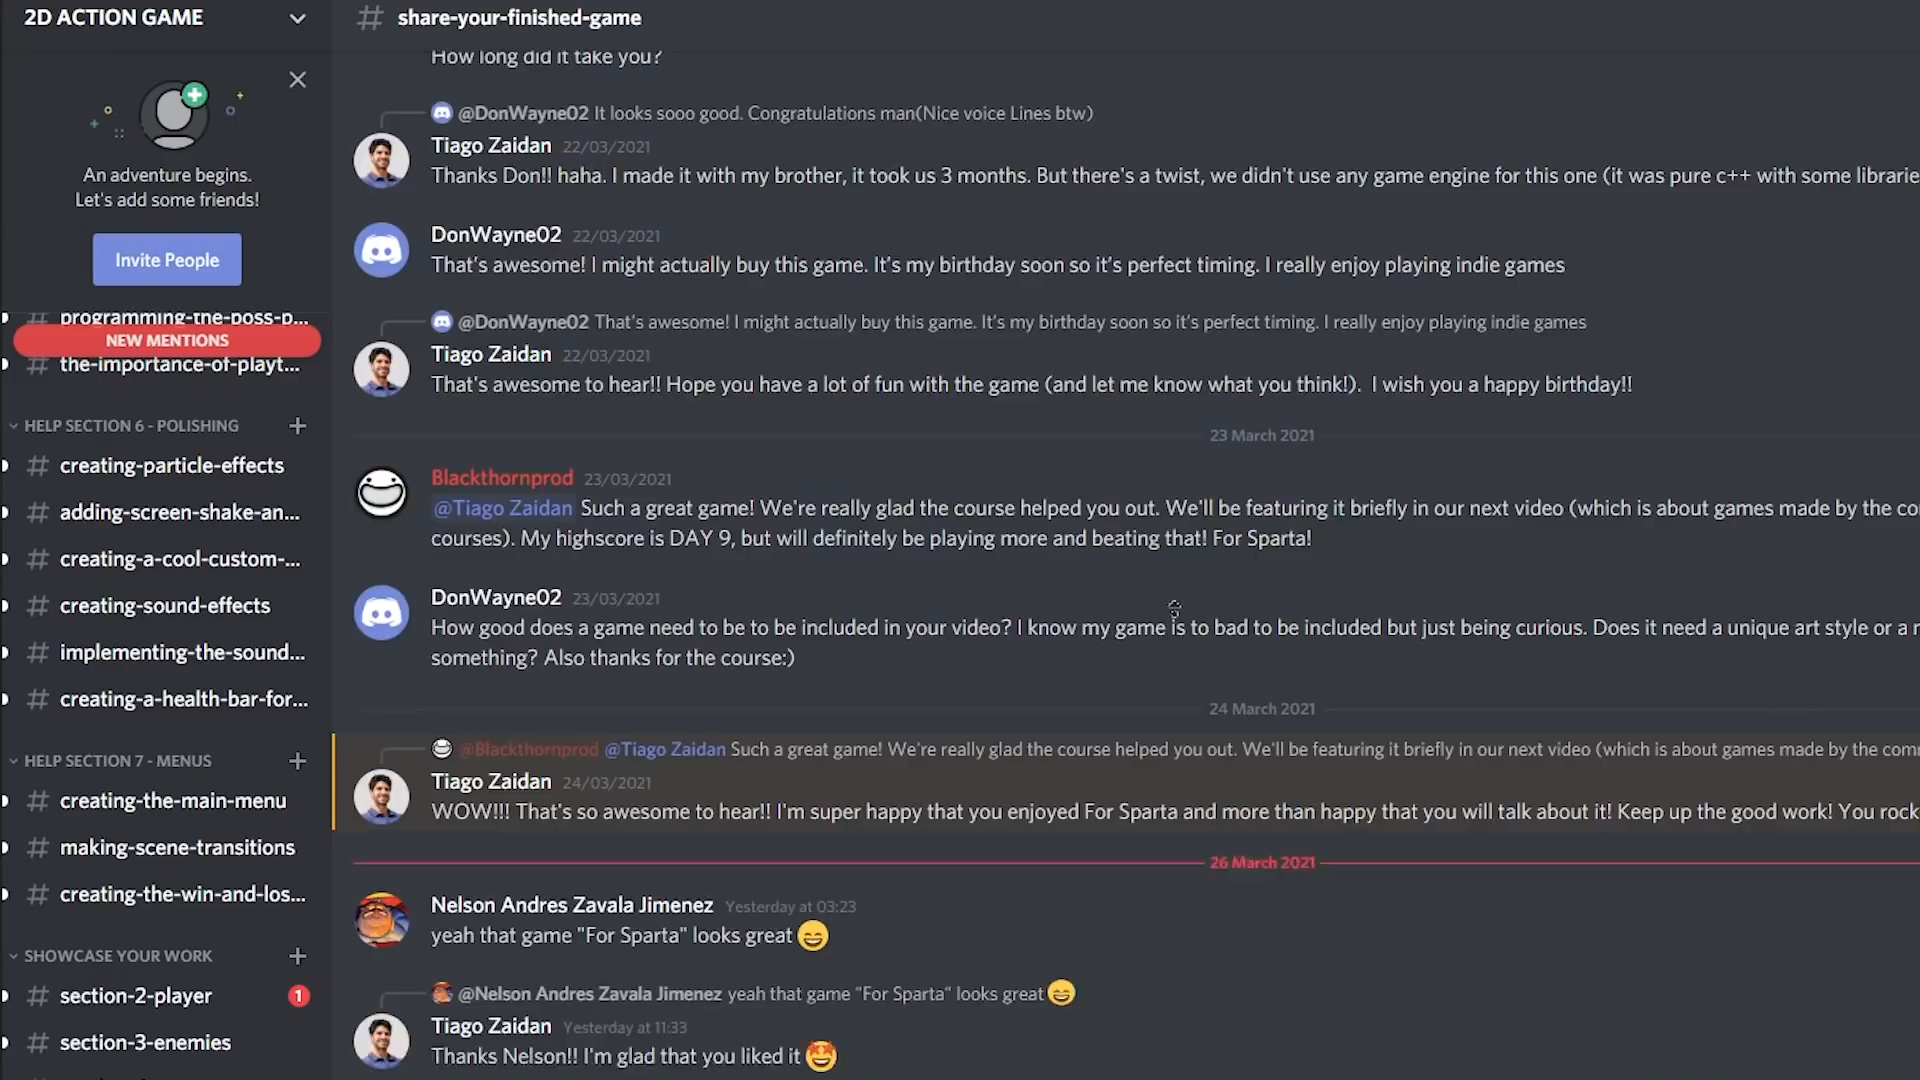 2D ACTION GAME
An adventure begins.
Let's add some friends!
Invite People
programming-the-boss-p...
NEW MENTIONS
the-importance-of-playt...
HELP SECTION 6 - POLISHING
creating-particle-effects
adding-screen-shake-an...
creating-a-cool-custom-...
creating-sound-effects
implementing-the-sound...
creating-a-health-bar-for...
HELP SECTION 7 - MENUS
creating-the-main-menu
making-scene-transitions
creating-the-win-and-los...
SHOWCASE YOUR WORK
section-2-player 1
section-3-enemies
# share-your-finished-game
How long did it take you?
@DonWayne02 It looks sooo good. Congratulations man(Nice voice Lines btw)
Tiago Zaidan 22/03/2021
Thanks Don!! haha. I made it with my brother, it took us 3 months. But there's a twist, we didn't use any game engine for this one (it was pure c++ with some librarie
DonWayne02 22/03/2021
That's awesome! I might actually buy this game. It's my birthday soon so it's perfect timing. I really enjoy playing indie games
@DonWayne02 That's awesome! I might actually buy this game. It's my birthday soon so it's perfect timing. I really enjoy playing indie games
Tiago Zaidan 22/03/2021
That's awesome to hear!! Hope you have a lot of fun with the game (and let me know what you think!). I wish you a happy birthday!!
23 March 2021
Blackthornprod 23/03/2021
@Tiago Zaidan Such a great game! We're really glad the course helped you out. We'll be featuring it briefly in our next video (which is about games made by the co
courses). My highscore is DAY 9, but will definitely be playing more and beating that! For Sparta!
DonWayne02 23/03/2021
How good does a game need to be to be included in your video? I know my game is to bad to be included but just being curious. Does it need a unique art style or a
something? Also thanks for the course:)
24 March 2021
@Blackthornprod @Tiago Zaidan Such a great game! We're really glad the course helped you out. We'll be featuring it briefly in our next video (which is about games made by the com
Tiago Zaidan 24/03/2021
WOW!!! That's so awesome to hear!! I'm super happy that you enjoyed For Sparta and more than happy that you will talk about it! Keep up the good work! You rock
26 March 2021
Nelson Andres Zavala Jimenez Yesterday at 03:23
yeah that game "For Sparta" looks great
@Nelson Andres Zavala Jimenez yeah that game "For Sparta" looks great
Tiago Zaidan Yesterday at 11:33
Thanks Nelson!! I'm glad that you liked it